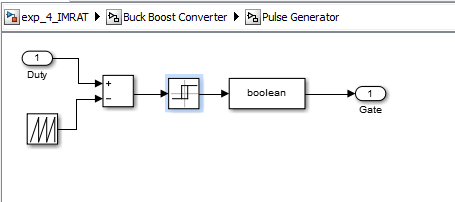 exp_4_IMRAT Buck Boost Converter Pulse Generator
1
Duty
+
−
boolean
1
Gate